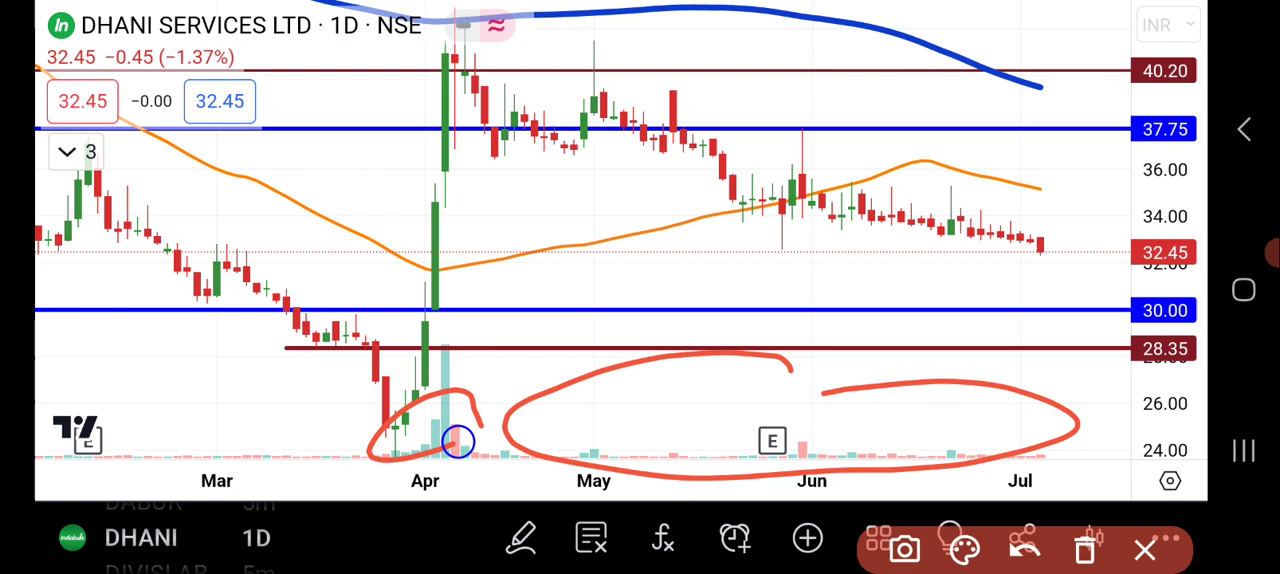 DHANI SERVICES LTD · 1D · NSE
INR
32.45 −0.45 (−1.37%)
40.20
32.45 −0.00 32.45
37.75
3
36.00
34.00
32.45
32.00
30.00
28.35
26.00
E
E
24.00
Mar Apr May Jun Jul
DHANI 1D